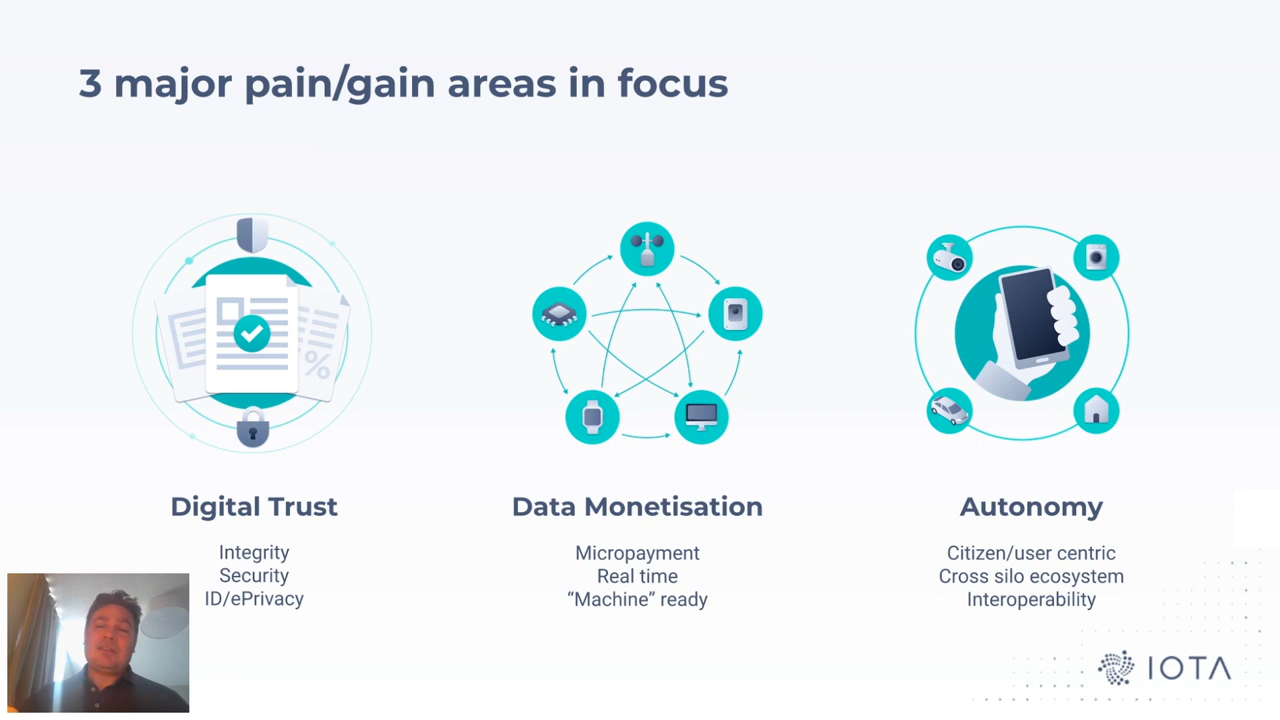 3 major pain/gain areas in focus
%
Digital Trust
Integrity
Security
ID/ePrivacy
Data Monetisation
Micropayment
Real time
“Machine” ready
Autonomy
Citizen/user centric
Cross silo ecosystem
Interoperability
IOTA